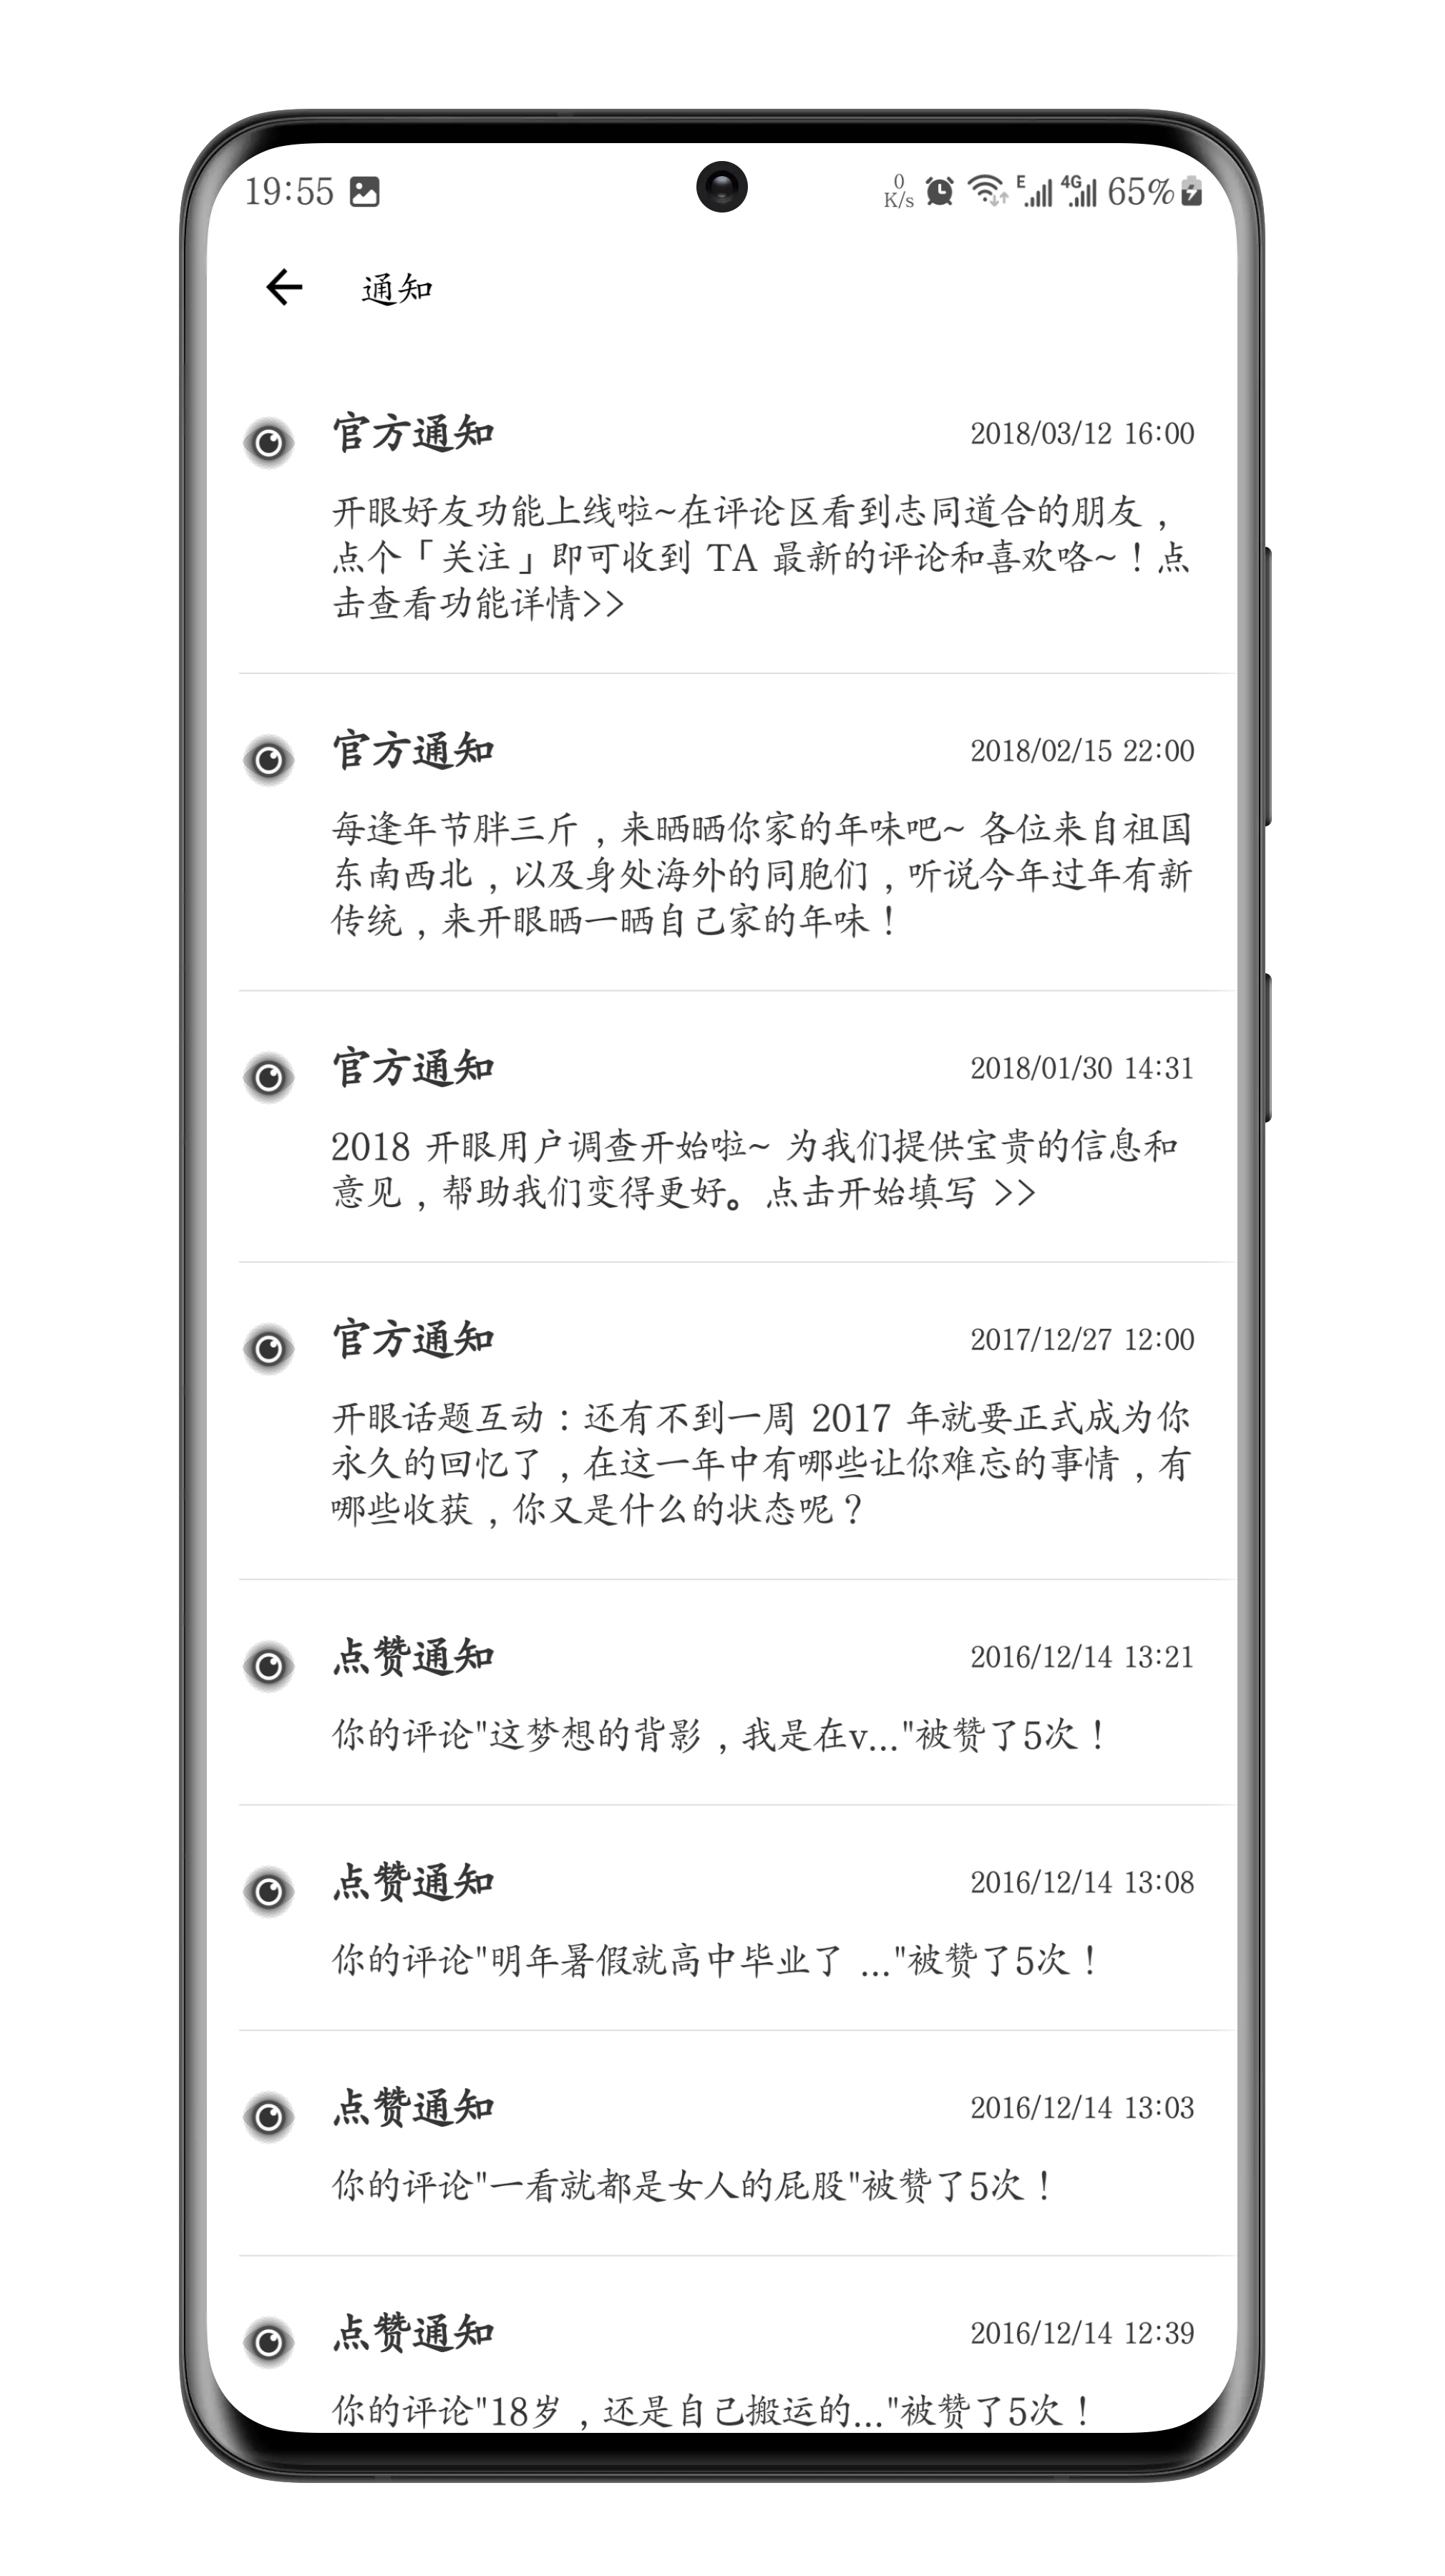 19:55
0
K/s
E
4G
65%
通知
官方通知 2018/03/12 16:00
开眼好友功能上线啦~在评论区看到志同道合的朋友，
点个「关注」即可收到 TA 最新的评论和喜欢咯~！点
击查看功能详情>>
官方通知 2018/02/15 22:00
每逢年节胖三斤，来晒晒你家的年味吧~ 各位来自祖国
东南西北，以及身处海外的同胞们，听说今年过年有新
传统，来开眼晒一晒自己家的年味！
官方通知 2018/01/30 14:31
2018 开眼用户调查开始啦~ 为我们提供宝贵的信息和
意见，帮助我们变得更好。点击开始填写 >>
官方通知 2017/12/27 12:00
开眼话题互动：还有不到一周 2017 年就要正式成为你
永久的回忆了，在这一年中有哪些让你难忘的事情，有
哪些收获，你又是什么的状态呢？
点赞通知 2016/12/14 13:21
你的评论"这梦想的背影，我是在v..."被赞了5次！
点赞通知 2016/12/14 13:08
你的评论"明年暑假就高中毕业了 ..."被赞了5次！
点赞通知 2016/12/14 13:03
你的评论"一看就都是女人的屁股"被赞了5次！
点赞通知 2016/12/14 12:39
你的评论"18岁，还是自己搬运的..."被赞了5次！